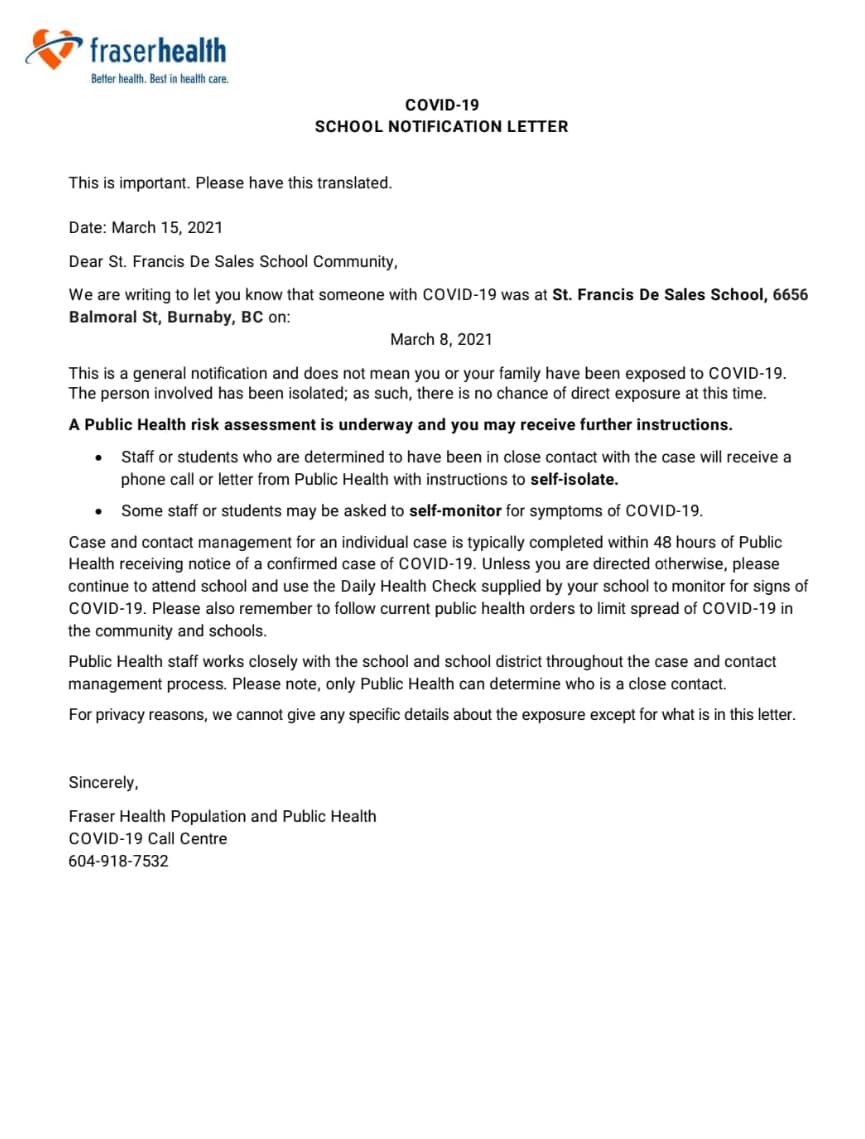 fraserhealth
Better health. Best in health care.
COVID-19
SCHOOL NOTIFICATION LETTER
This is important. Please have this translated.
Date: March 15, 2021
Dear St. Francis De Sales School Community,
We are writing to let you know that someone with COVID-19 was at St. Francis De Sales School, 6656
Balmoral St, Burnaby, BC on:
March 8, 2021
This is a general notification and does not mean you or your family have been exposed to COVID-19.
The person involved has been isolated; as such, there is no chance of direct exposure at this time.
A Public Health risk assessment is underway and you may receive further instructions.
• Staff or students who are determined to have been in close contact with the case will receive a
phone call or letter from Public Health with instructions to self-isolate.
• Some staff or students may be asked to self-monitor for symptoms of COVID-19.
Case and contact management for an individual case is typically completed within 48 hours of Public
Health receiving notice of a confirmed case of COVID-19. Unless you are directed otherwise, please
continue to attend school and use the Daily Health Check supplied by your school to monitor for signs of
COVID-19. Please also remember to follow current public health orders to limit spread of COVID-19 in
the community and schools.
Public Health staff works closely with the school and school district throughout the case and contact
management process. Please note, only Public Health can determine who is a close contact.
For privacy reasons, we cannot give any specific details about the exposure except for what is in this letter.
Sincerely,
Fraser Health Population and Public Health
COVID-19 Call Centre
604-918-7532